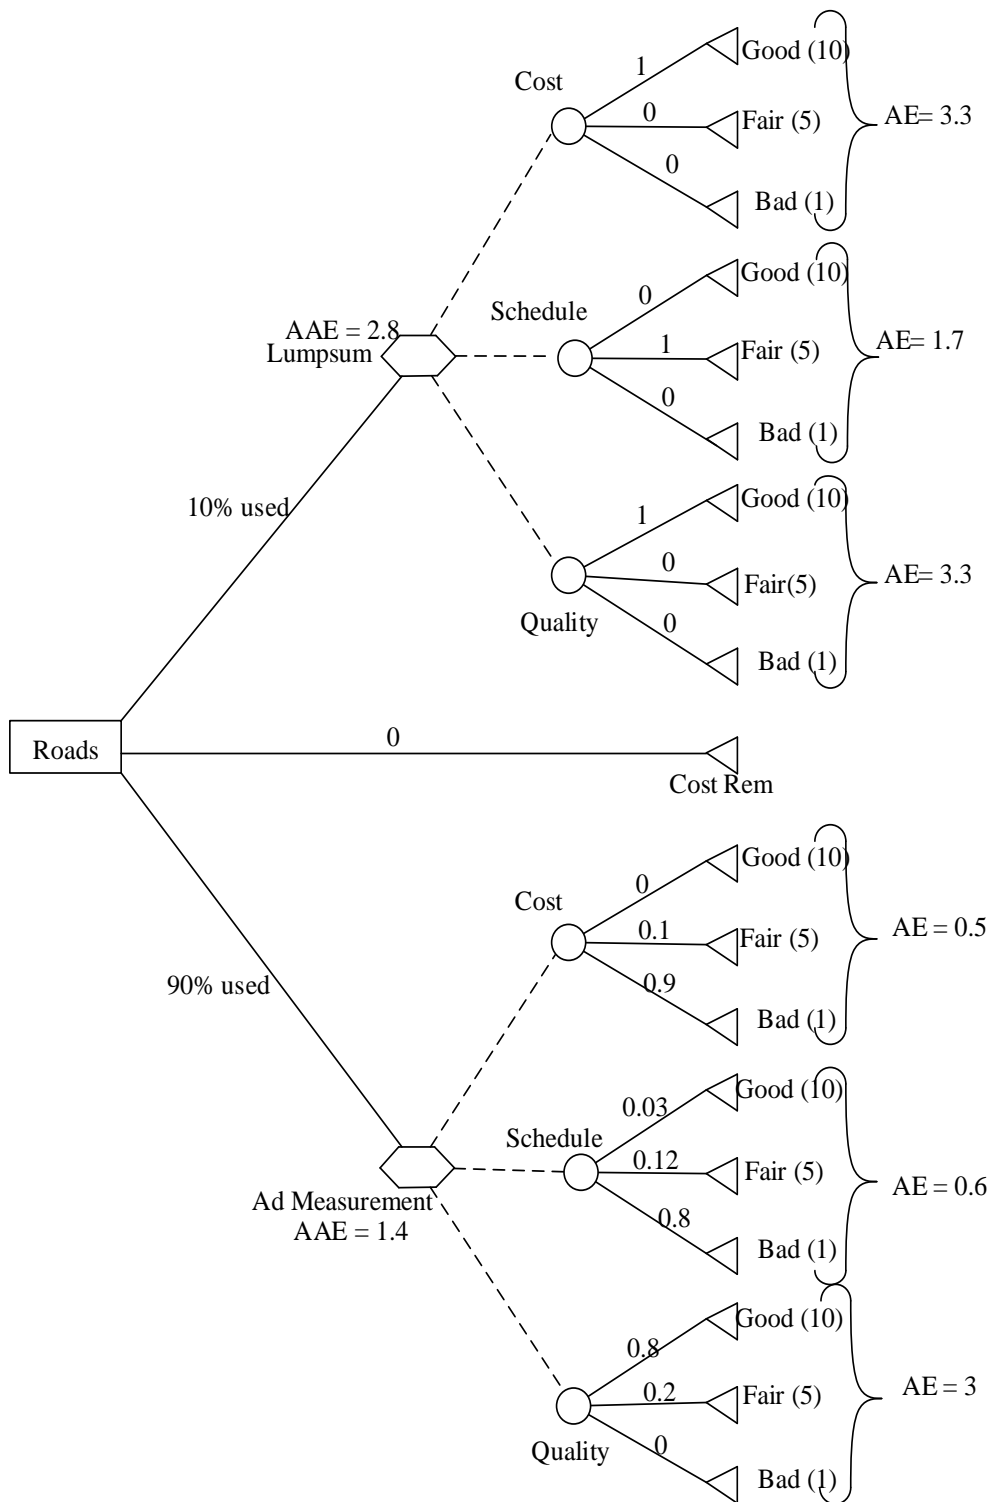 Cost
1
Good (10)
0
Fair (5)
0
Bad (1)
AE= 3.3
AAE = 2.8
Lumpsum
Schedule
0
Good (10)
1
Fair (5)
0
Bad (1)
AE= 1.7
10% used
1
Good (10)
0
Fair(5)
0
Bad (1)
Quality
AE= 3.3
Roads
0
Cost Rem
90% used
Cost
0
Good (10)
0.1
Fair (5)
0.9
Bad (1)
AE = 0.5
Ad Measurement
AAE = 1.4
Schedule
0.03
Good (10)
0.12
Fair (5)
0.8
Bad (1)
AE = 0.6
0.8
Good (10)
0.2
Fair (5)
0
Bad (1)
Quality
AE = 3